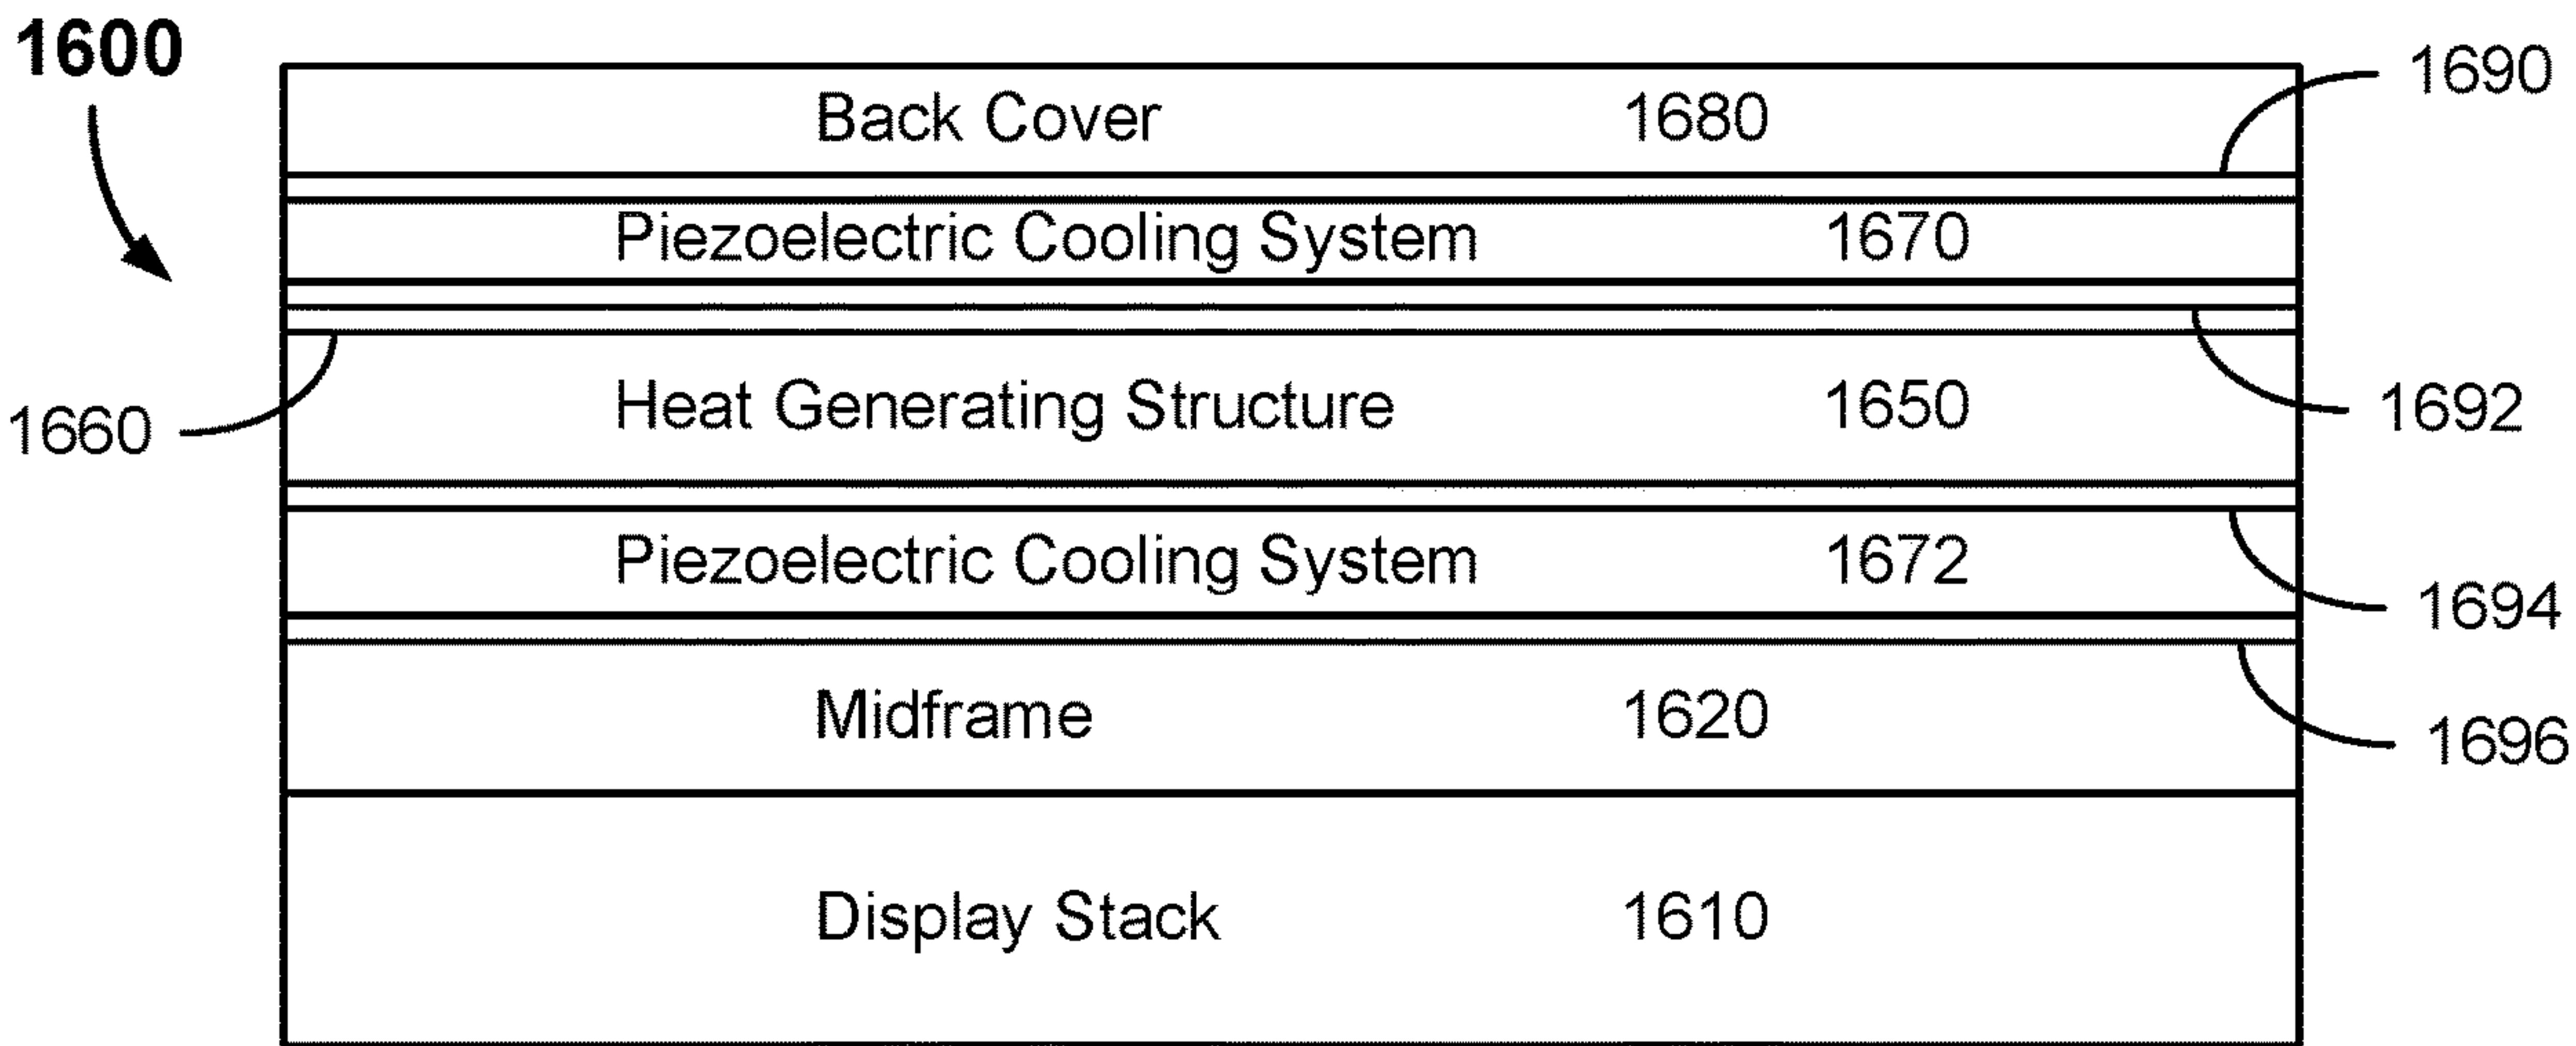 1600
1690
Back Cover 1680
Piezoelectric Cooling System 1670
Heat Generating Structure 1650
1660
1692
Piezoelectric Cooling System 1672
1694
Midframe 1620
1696
Display Stack 1610